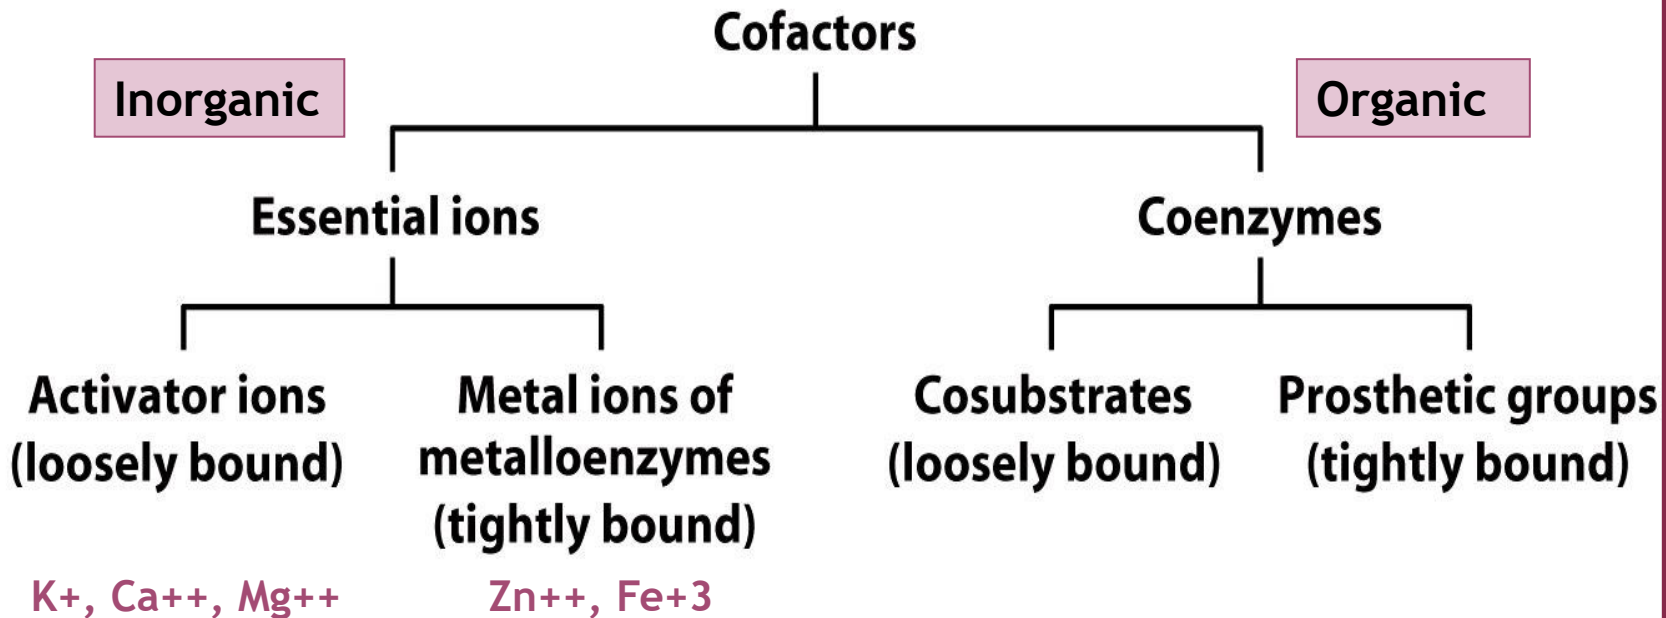 Cofactors
Inorganic
Organic
Essential ions
Coenzymes
Activator ions
(loosely bound)
Metal ions of
metalloenzymes
(tightly bound)
Cosubstrates
(loosely bound)
Prosthetic groups
(tightly bound)
K+, Ca++, Mg++
Zn++, Fe+3